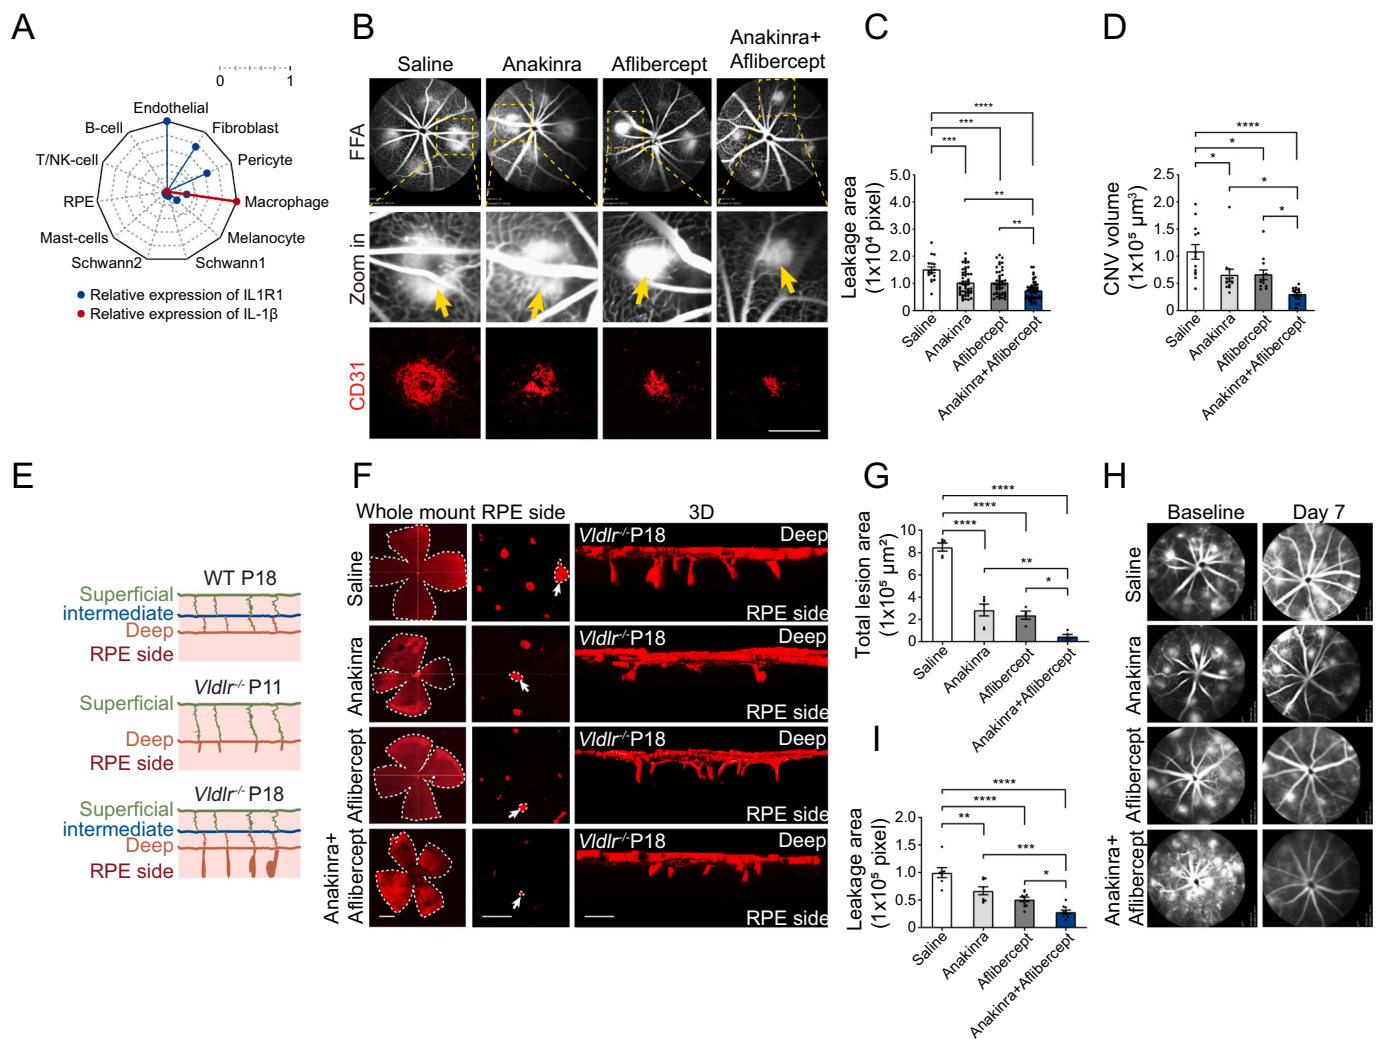 A
0
1
Endothelial
B-cell
Fibroblast
T/NK-cell
Pericyte
RPE
Macrophage
Mast-cells
Melanocyte
Schwann2
Schwann1
Relative expression of IL1R1
Relative expression of IL-1β
B
Saline
Anakinra
Aflibercept
Anakinra+
Aflibercept
FFA
Zoom in
CD31
C
****
***
***
**
**
Leakage area
(1x10⁴ pixel)
5.0
4.0
3.0
2.0
1.0
0
Saline
Anakinra
Aflibercept
Anakinra+Aflibercept
D
****
*
*
*
*
CNV volume
(1x10⁵ µm³)
2.5
2.0
1.5
1.0
0.5
0
Saline
Anakinra
Aflibercept
Anakinra+Aflibercept
E
WT P18
Superficial
intermediate
Deep
RPE side
Vldlr⁻/⁻ P11
Superficial
Deep
RPE side
Vldlr⁻/⁻ P18
Superficial
intermediate
Deep
RPE side
F
Whole mount
RPE side
3D
Saline
Vldlr⁻/⁻P18
Deep
RPE side
Anakinra
Vldlr⁻/⁻P18
Deep
RPE side
Aflibercept
Vldlr⁻/⁻P18
Deep
RPE side
Anakinra+
Aflibercept
Vldlr⁻/⁻P18
Deep
RPE side
G
****
****
****
**
*
Total lesion area
(1x10⁵ µm²)
10
8
6
4
2
0
Saline
Anakinra
Aflibercept
Anakinra+Aflibercept
H
Baseline
Day 7
Saline
Anakinra
Aflibercept
Anakinra+
Aflibercept
I
****
****
**
***
*
Leakage area
(1x10⁵ pixel)
2.0
1.5
1.0
0.5
0
Saline
Anakinra
Aflibercept
Anakinra+Aflibercept